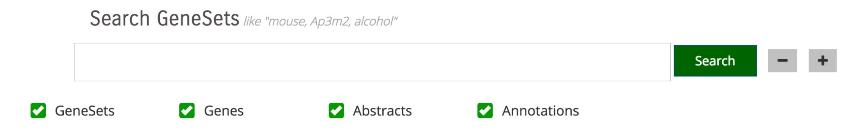 Search GeneSets like "mouse, Ap3m2, alcohol"
Search − +
GeneSets Genes Abstracts Annotations